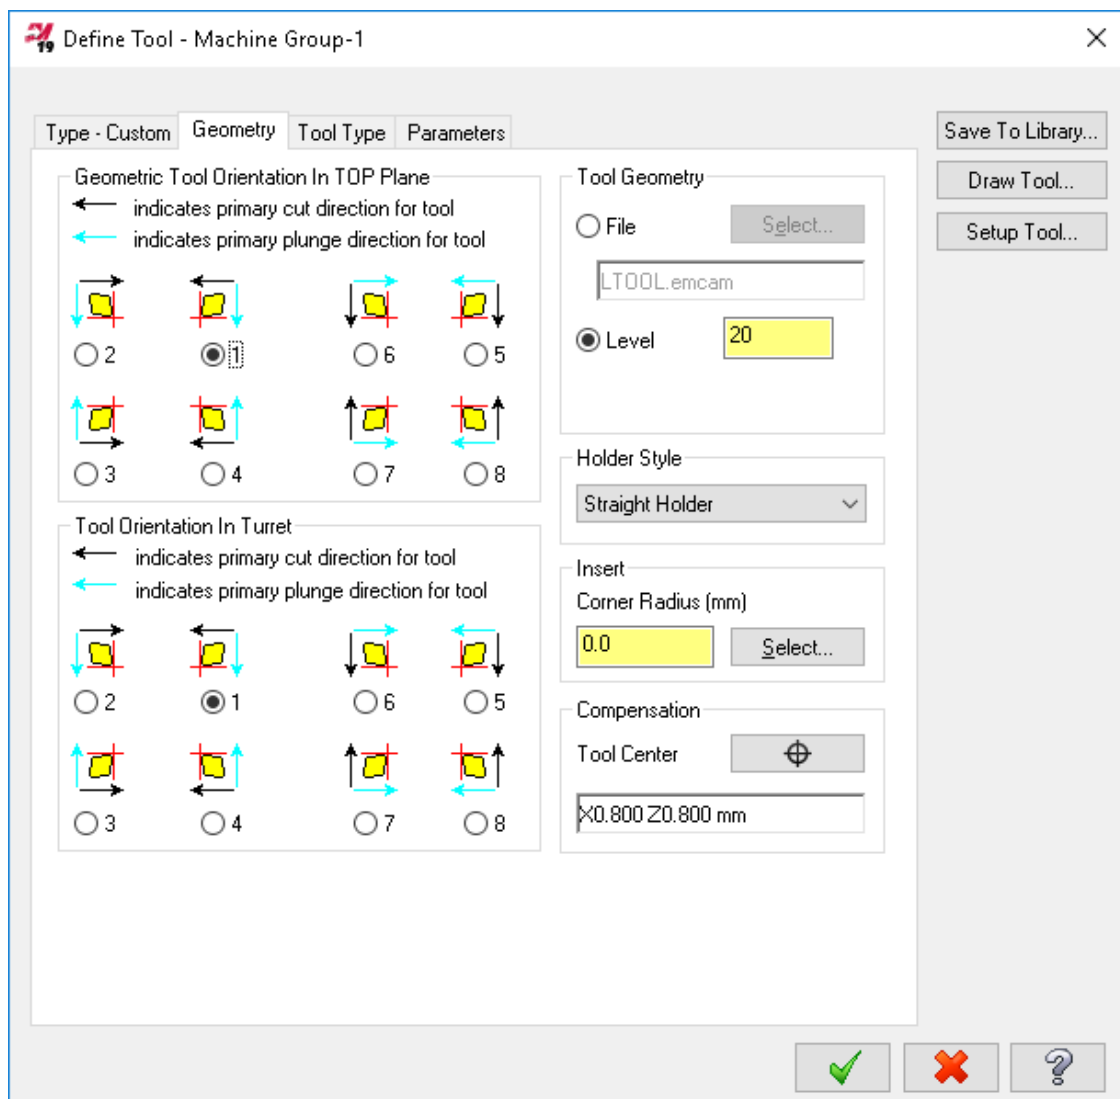 19 Define Tool - Machine Group-1
Type - Custom Geometry Tool Type Parameters
Save To Library...
Draw Tool...
Setup Tool...
Geometric Tool Orientation In TOP Plane
indicates primary cut direction for tool
indicates primary plunge direction for tool
2 1 6 5
3 4 7 8
Tool Orientation In Turret
indicates primary cut direction for tool
indicates primary plunge direction for tool
2 1 6 5
3 4 7 8
Tool Geometry
File Select...
LTOOL.emcam
Level 20
Holder Style
Straight Holder
Insert
Corner Radius (mm)
0.0 Select...
Compensation
Tool Center
X0.800 Z0.800 mm